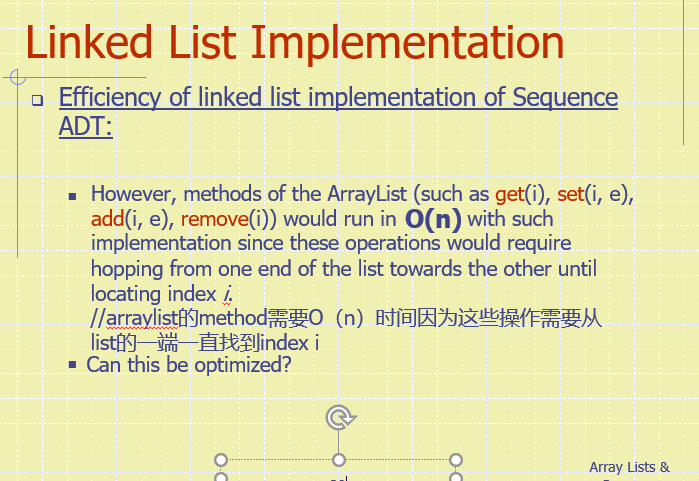 Linked List Implementation
Efficiency of linked list implementation of Sequence
ADT:
However, methods of the ArrayList (such as get(i), set(i, e),
add(i, e), remove(i)) would run in O(n) with such
implementation since these operations would require
hopping from one end of the list towards the other until
locating index i.
//arraylist的method需要O（n）时间因为这些操作需要从
list的一端一直找到index i
Can this be optimized?
Array Lists &